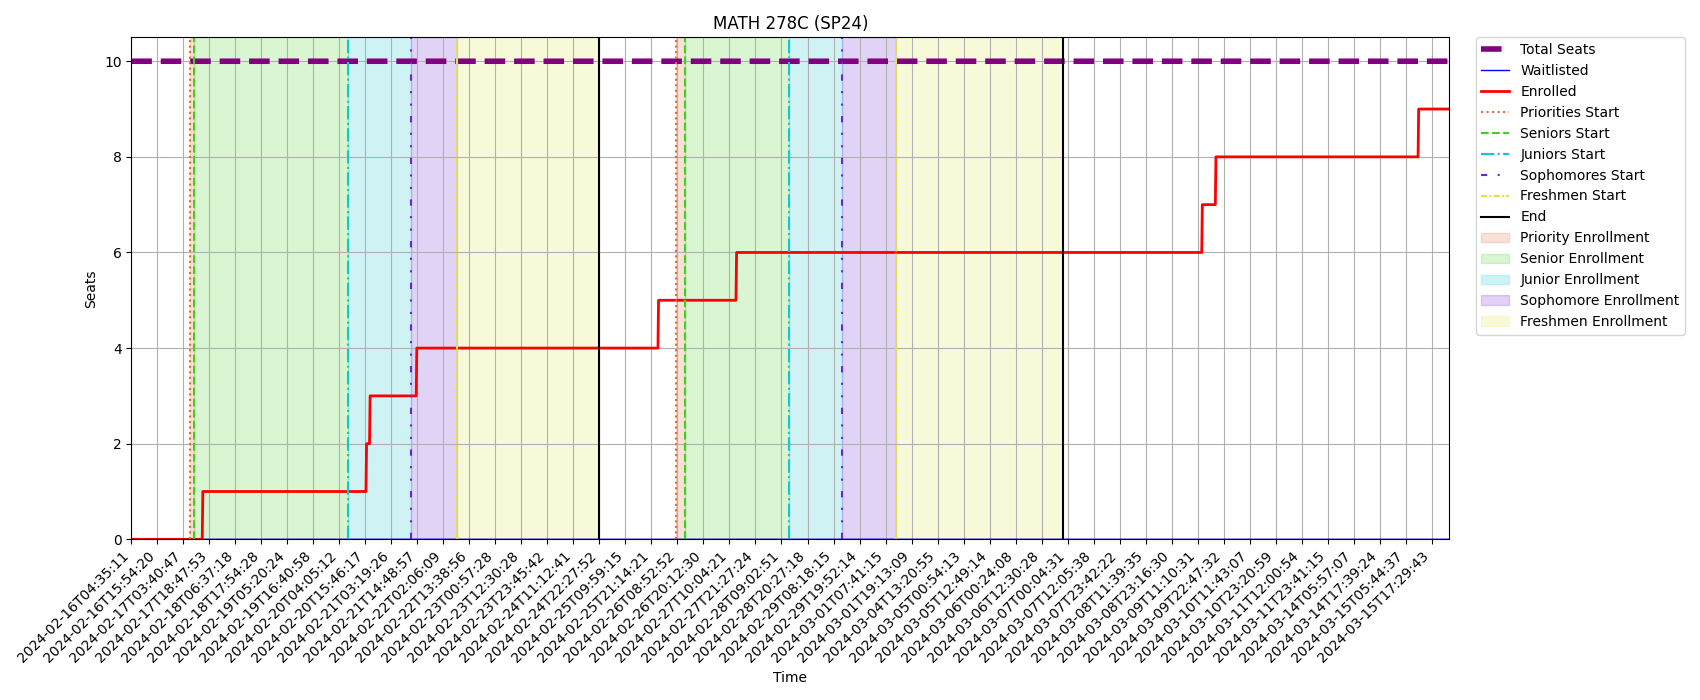 MATH 278C (SP24)
Seats
10
8
6
4
2
0
2024-02-16T04:35:11
2024-02-16T15:54:20
2024-02-17T03:40:47
2024-02-17T18:47:53
2024-02-18T06:37:18
2024-02-18T17:54:28
2024-02-19T05:20:24
2024-02-19T16:40:58
2024-02-20T04:05:12
2024-02-20T15:46:17
2024-02-21T03:19:26
2024-02-21T14:48:57
2024-02-22T02:06:09
2024-02-22T13:38:56
2024-02-23T00:57:28
2024-02-23T12:30:28
2024-02-23T23:45:42
2024-02-24T11:12:41
2024-02-24T22:27:52
2024-02-25T09:59:15
2024-02-25T21:14:21
2024-02-26T08:52:52
2024-02-26T20:12:30
2024-02-27T10:04:21
2024-02-27T21:27:24
2024-02-28T09:02:51
2024-02-28T20:27:18
2024-02-29T08:18:15
2024-02-29T19:52:14
2024-03-01T07:41:15
2024-03-01T19:13:09
2024-03-04T13:20:55
2024-03-05T00:54:13
2024-03-05T12:49:14
2024-03-06T00:24:08
2024-03-06T12:30:28
2024-03-07T00:04:31
2024-03-07T12:05:38
2024-03-07T23:42:22
2024-03-08T11:39:35
2024-03-08T23:16:30
2024-03-09T11:10:31
2024-03-09T22:47:32
2024-03-10T11:43:07
2024-03-10T23:20:59
2024-03-11T12:00:54
2024-03-11T23:41:15
2024-03-14T05:57:07
2024-03-14T17:39:24
2024-03-15T05:44:37
2024-03-15T17:29:43
Time
Total Seats
Waitlisted
Enrolled
Priorities Start
Seniors Start
Juniors Start
Sophomores Start
Freshmen Start
End
Priority Enrollment
Senior Enrollment
Junior Enrollment
Sophomore Enrollment
Freshmen Enrollment